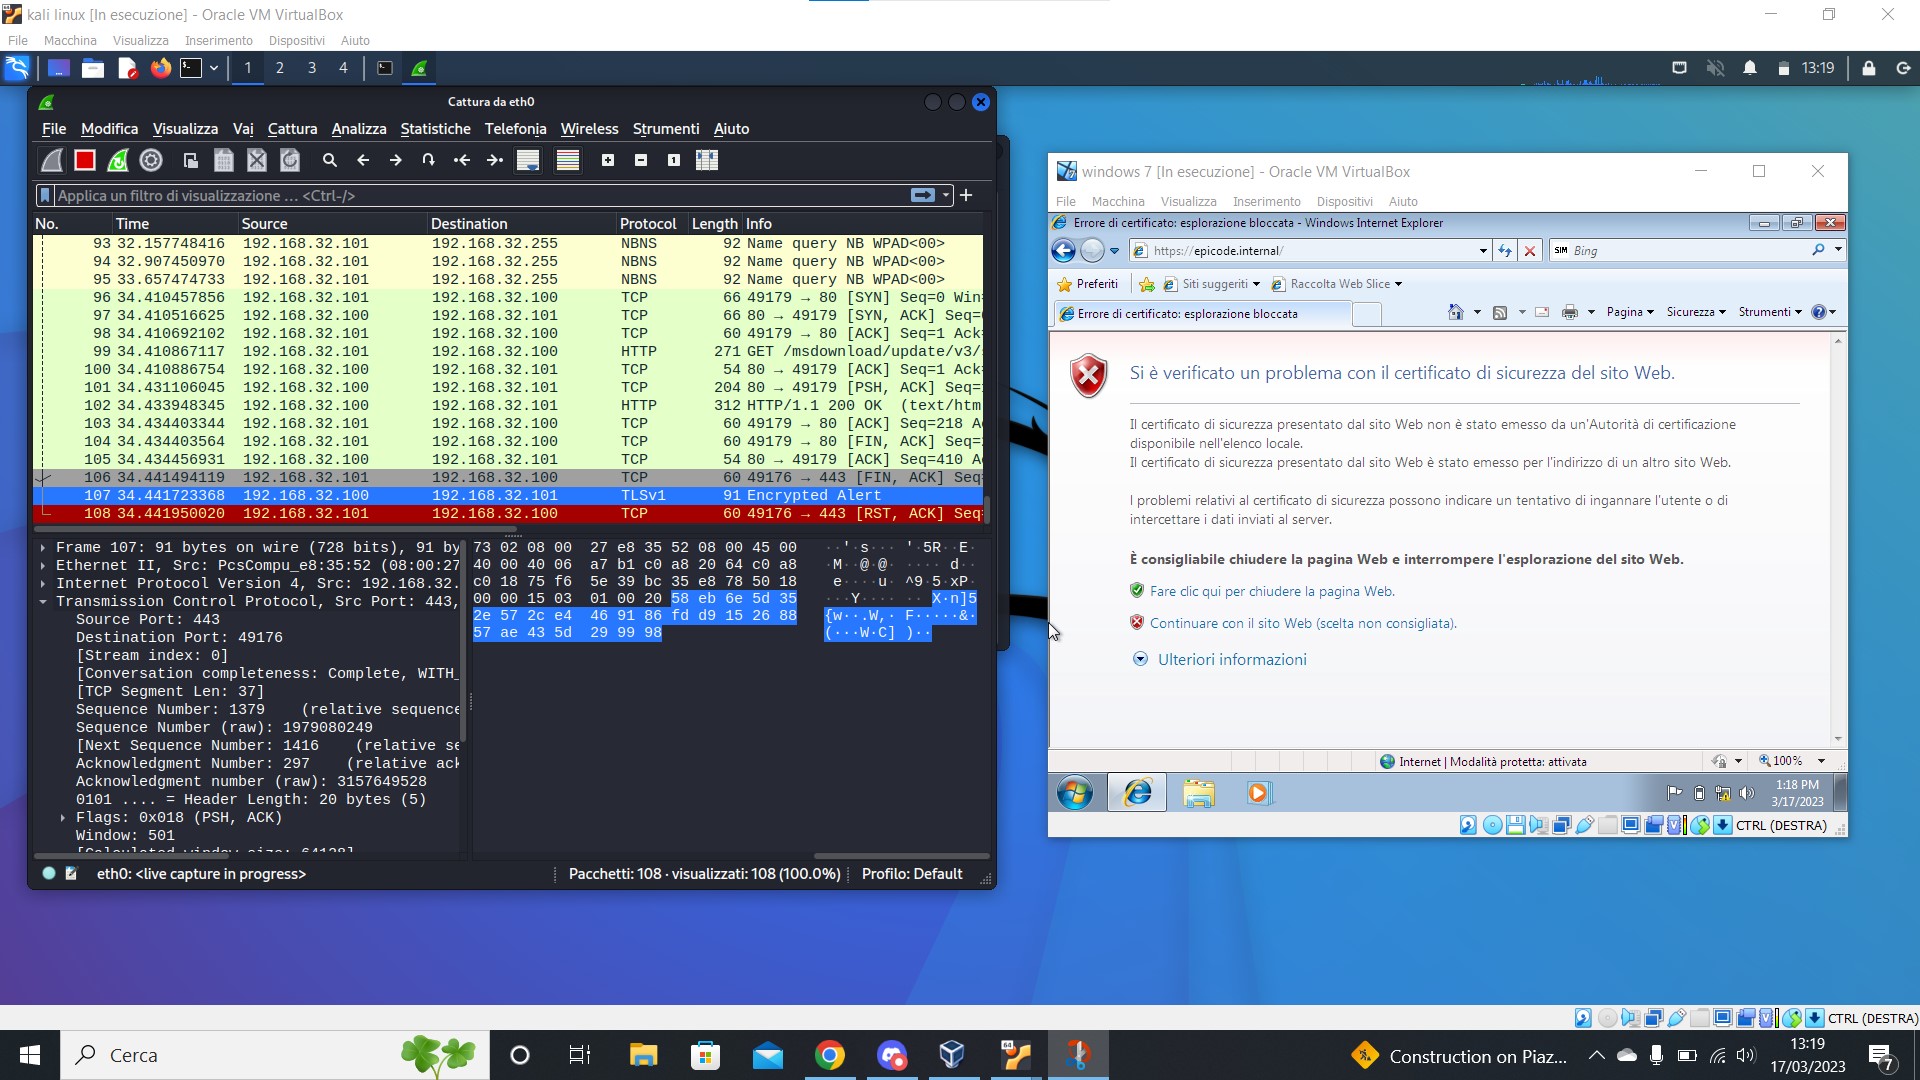 kali linux [In esecuzione] - Oracle VM VirtualBox
File Macchina Visualizza Inserimento Dispositivi Aiuto
1 2 3 4
13:19
Cattura da eth0
File Modifica Visualizza Vai Cattura Analizza Statistiche Telefonia Wireless Strumenti Aiuto
Applica un filtro di visualizzazione ... <Ctrl-/>
No. Time Source Destination Protocol Length Info
93 32.157748416 192.168.32.101 192.168.32.255 NBNS 92 Name query NB WPAD<00>
94 32.907450970 192.168.32.101 192.168.32.255 NBNS 92 Name query NB WPAD<00>
95 33.657474733 192.168.32.101 192.168.32.255 NBNS 92 Name query NB WPAD<00>
96 34.410457856 192.168.32.101 192.168.32.100 TCP 66 49179 → 80 [SYN] Seq=0 Win=
97 34.410516625 192.168.32.100 192.168.32.101 TCP 66 80 → 49179 [SYN, ACK] Seq=
98 34.410692102 192.168.32.101 192.168.32.100 TCP 60 49179 → 80 [ACK] Seq=1 Ack=
99 34.410867117 192.168.32.101 192.168.32.100 HTTP 271 GET /msdownload/update/v3/
100 34.410886754 192.168.32.100 192.168.32.101 TCP 54 80 → 49179 [ACK] Seq=1 Ack=
101 34.431106045 192.168.32.100 192.168.32.101 TCP 204 80 → 49179 [PSH, ACK] Seq=
102 34.433948345 192.168.32.100 192.168.32.101 HTTP 312 HTTP/1.1 200 OK (text/htm
103 34.434403344 192.168.32.101 192.168.32.100 TCP 60 49179 → 80 [ACK] Seq=218 A
104 34.434403564 192.168.32.101 192.168.32.100 TCP 60 49179 → 80 [FIN, ACK] Seq=
105 34.434456931 192.168.32.100 192.168.32.101 TCP 54 80 → 49179 [ACK] Seq=410 A
106 34.441494119 192.168.32.101 192.168.32.100 TCP 60 49176 → 443 [FIN, ACK] Seq
107 34.441723368 192.168.32.100 192.168.32.101 TLSv1 91 Encrypted Alert
108 34.441950020 192.168.32.101 192.168.32.100 TCP 60 49176 → 443 [RST, ACK] Seq=
Frame 107: 91 bytes on wire (728 bits), 91 by
Ethernet II, Src: PcsCompu_e8:35:52 (08:00:27
Internet Protocol Version 4, Src: 192.168.32.
Transmission Control Protocol, Src Port: 443,
Source Port: 443
Destination Port: 49176
[Stream index: 0]
[Conversation completeness: Complete, WITH_
[TCP Segment Len: 37]
Sequence Number: 1379 (relative sequence
Sequence Number (raw): 1979080249
[Next Sequence Number: 1416 (relative se
Acknowledgment Number: 297 (relative ack
Acknowledgment number (raw): 3157649528
0101 .... = Header Length: 20 bytes (5)
Flags: 0x018 (PSH, ACK)
Window: 501
[Calculated window size: 64128]
73 02 08 00 27 e8 35 52 08 00 45 00 ··'·s··· '·5R··E·
40 00 40 06 a7 b1 c0 a8 20 64 c0 a8 ·M··@·@· ···· d··
c0 18 75 f6 5e 39 bc 35 e8 78 50 18 e····u· ^9·5·xP·
00 00 15 03 01 00 20 58 eb 6e 5d 35 ··Y····· ·X·n]5
2e 57 2c e4 46 91 86 fd d9 15 26 88 {w··.W,· F·····&·
57 ae 43 5d 29 99 98 (···W·C] )··
eth0: <live capture in progress>
Pacchetti: 108 · visualizzati: 108 (100.0%)
Profilo: Default
windows 7 [In esecuzione] - Oracle VM VirtualBox
File Macchina Visualizza Inserimento Dispositivi Aiuto
Errore di certificato: esplorazione bloccata - Windows Internet Explorer
https://epicode.internal/
SIM Bing
Preferiti Siti suggeriti Raccolta Web Slice
Errore di certificato: esplorazione bloccata
Pagina Sicurezza Strumenti
Si è verificato un problema con il certificato di sicurezza del sito Web.
Il certificato di sicurezza presentato dal sito Web non è stato emesso da un'Autorità di certificazione
disponibile nell'elenco locale.
Il certificato di sicurezza presentato dal sito Web è stato emesso per l'indirizzo di un altro sito Web.
I problemi relativi al certificato di sicurezza possono indicare un tentativo di ingannare l'utente o di
intercettare i dati inviati al server.
È consigliabile chiudere la pagina Web e interrompere l'esplorazione del sito Web.
Fare clic qui per chiudere la pagina Web.
Continuare con il sito Web (scelta non consigliata).
Ulteriori informazioni
Internet | Modalità protetta: attivata
100%
1:18 PM
3/17/2023
CTRL (DESTRA)
CTRL (DESTRA)
Cerca
64
Construction on Piaz...
13:19
17/03/2023
7